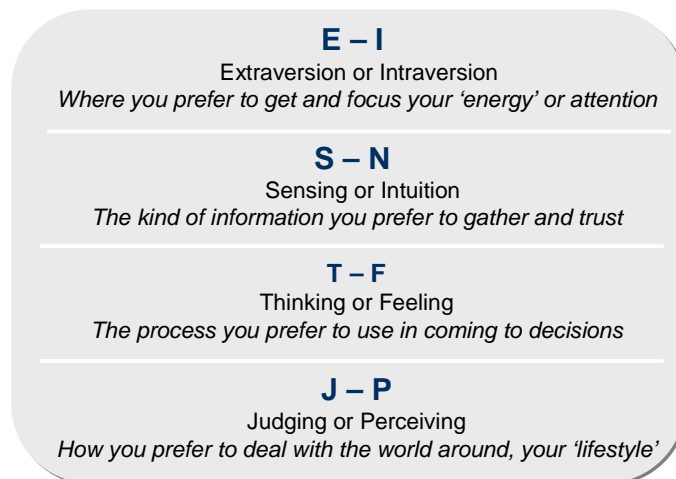 E – I
Extraversion or Intraversion
Where you prefer to get and focus your ‘energy’ or attention
S – N
Sensing or Intuition
The kind of information you prefer to gather and trust
T – F
Thinking or Feeling
The process you prefer to use in coming to decisions
J – P
Judging or Perceiving
How you prefer to deal with the world around, your ‘lifestyle’